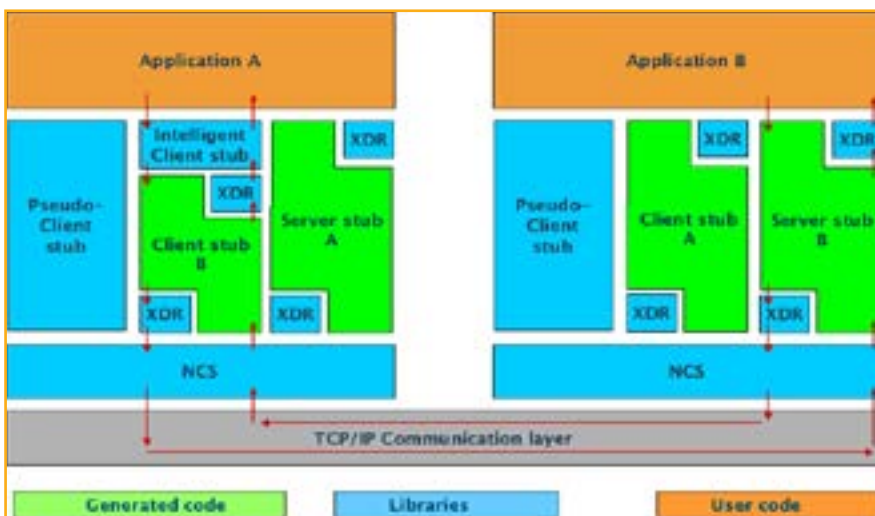 Application A
Application B
Intelligent
Client stub
XDR
XDR
Pseudo-
Client
stub
XDR
Server stub
A
Client stub
B
XDR
XDR
NCS
XDR
XDR
Pseudo-
Client
stub
Client stub
A
Server stub
B
XDR
XDR
NCS
TCP/IP Communication layer
Generated code
Libraries
User code